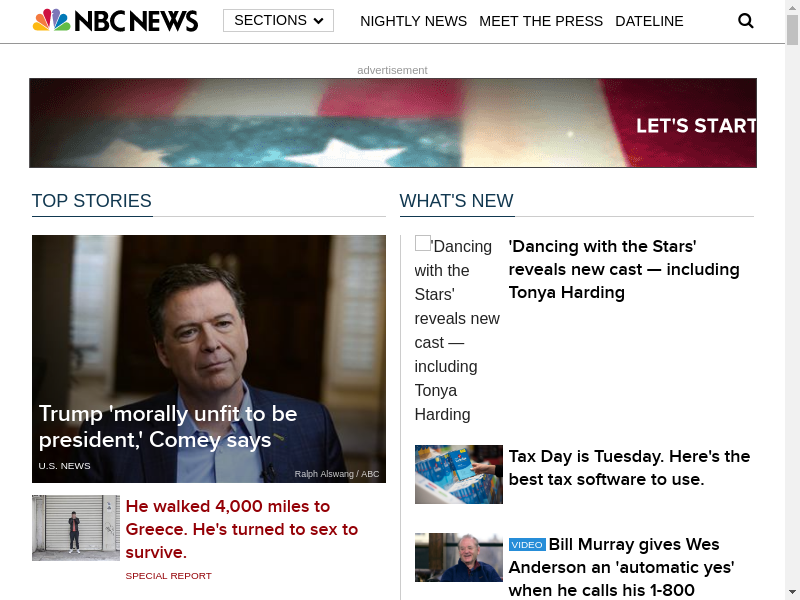 NBC NEWS
SECTIONS
NIGHTLY NEWS
MEET THE PRESS
DATELINE
advertisement
LET'S START
TOP STORIES
Trump 'morally unfit to be
president,' Comey says
U.S. NEWS
Ralph Alswang / ABC
He walked 4,000 miles to
Greece. He's turned to sex to
survive.
SPECIAL REPORT
WHAT'S NEW
'Dancing
with the
Stars'
reveals new
cast —
including
Tonya
Harding
'Dancing with the Stars'
reveals new cast — including
Tonya Harding
Tax Day is Tuesday. Here's the
best tax software to use.
VIDEO Bill Murray gives Wes
Anderson an 'automatic yes'
when he calls his 1-800